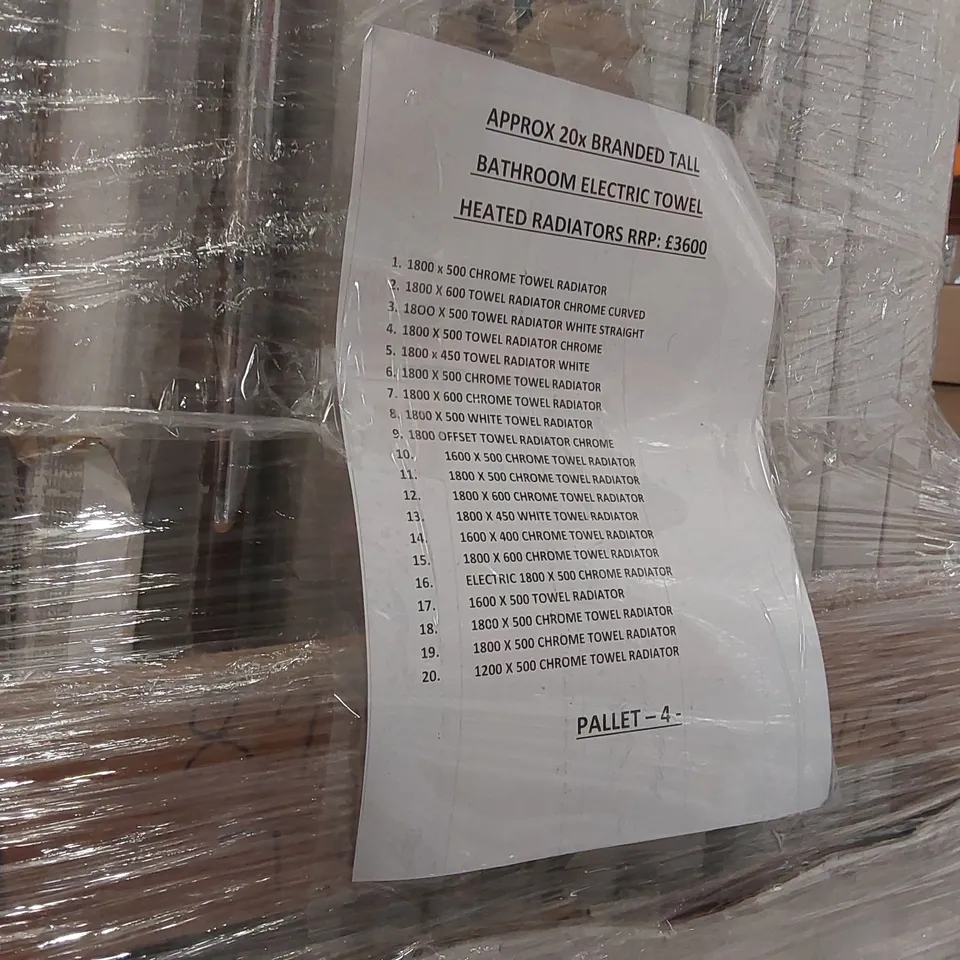 APPROX 20x BRANDED TALL
BATHROOM ELECTRIC TOWEL
HEATED RADIATORS RRP: £3600
1. 1800 x 500 CHROME TOWEL RADIATOR
2. 1800 X 600 TOWEL RADIATOR CHROME CURVED
3. 18OO X 500 TOWEL RADIATOR WHITE STRAIGHT
4. 1800 X 500 TOWEL RADIATOR CHROME
5. 1800 x 450 TOWEL RADIATOR WHITE
6. 1800 X 500 CHROME TOWEL RADIATOR
7. 1800 X 600 CHROME TOWEL RADIATOR
8. 1800 X 500 WHITE TOWEL RADIATOR
9. 1800 OFFSET TOWEL RADIATOR CHROME
10. 1600 X 500 CHROME TOWEL RADIATOR
11. 1800 X 500 CHROME TOWEL RADIATOR
12. 1800 X 600 CHROME TOWEL RADIATOR
13. 1800 X 450 WHITE TOWEL RADIATOR
14. 1600 X 400 CHROME TOWEL RADIATOR
15. 1800 X 600 CHROME TOWEL RADIATOR
16. ELECTRIC 1800 X 500 CHROME RADIATOR
17. 1600 X 500 TOWEL RADIATOR
18. 1800 X 500 CHROME TOWEL RADIATOR
19. 1800 X 500 CHROME TOWEL RADIATOR
20. 1200 X 500 CHROME TOWEL RADIATOR
PALLET – 4 -